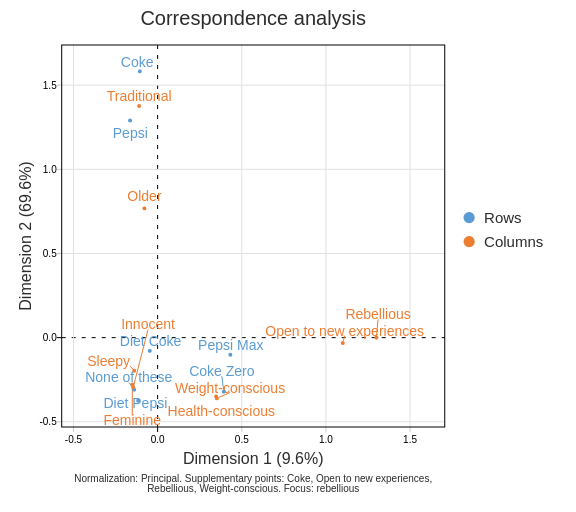 Correspondence analysis
Coke
Traditional
Pepsi
Older
Innocent
Diet Coke
Sleepy
None of these
Diet Pepsi
Feminine
Pepsi Max
Coke Zero
Weight-conscious
Health-conscious
Rebellious
Open to new experiences
Rows
Columns
Dimension 2 (69.6%)
1.5
1.0
0.5
0.0
-0.5
-0.5
0.0
0.5
1.0
1.5
Dimension 1 (9.6%)
Normalization: Principal. Supplementary points: Coke, Open to new experiences,
Rebellious, Weight-conscious. Focus: rebellious